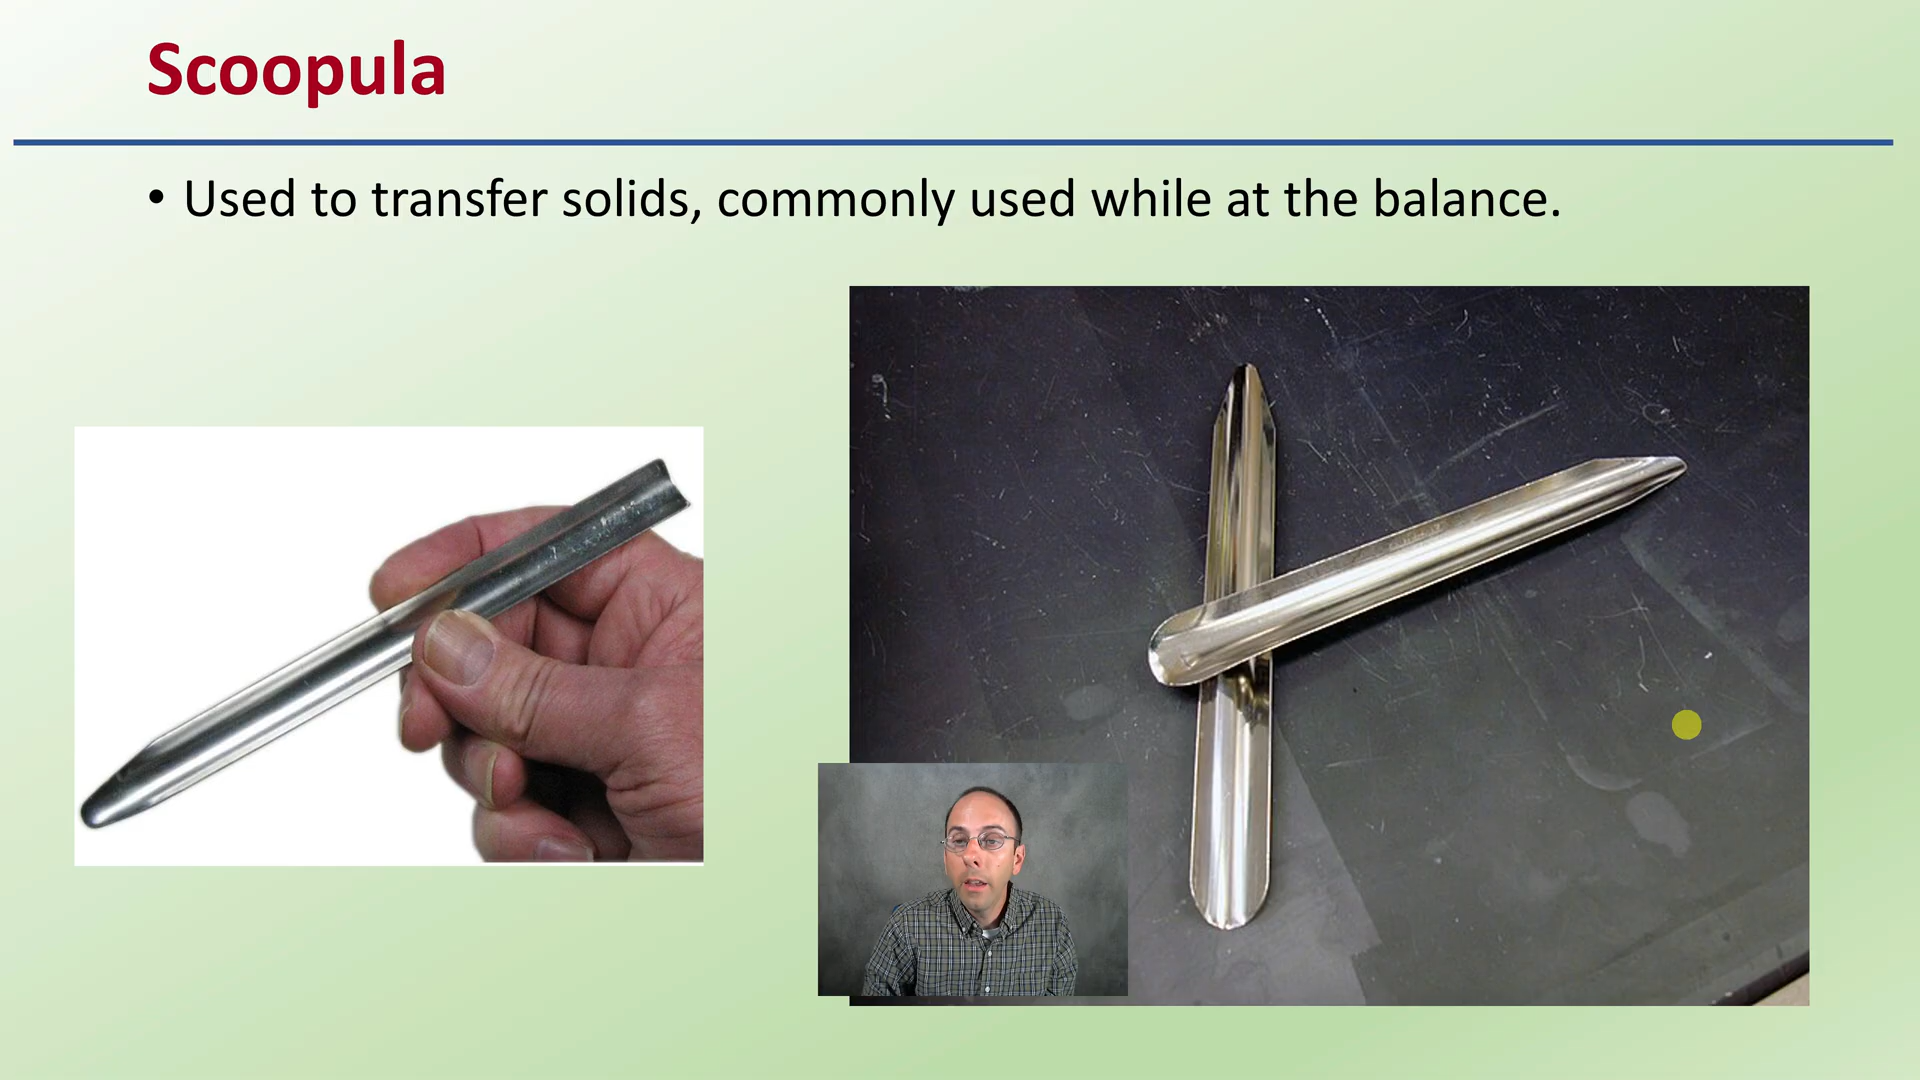 Scoopula
• Used to transfer solids, commonly used while at the balance.